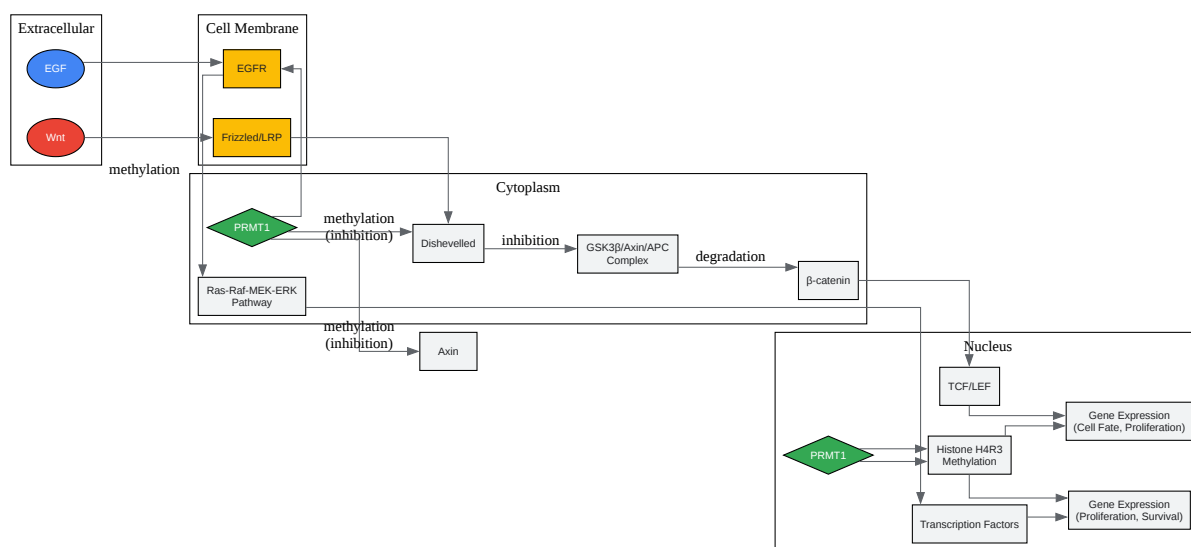 Extracellular
Cell Membrane
EGF
EGFR
Wnt
Frizzled/LRP
methylation
Cytoplasm
PRMT1
methylation
(inhibition)
Dishevelled
inhibition
GSK3β/Axin/APC
Complex
degradation
β-catenin
Ras-Raf-MEK-ERK
Pathway
methylation
(inhibition)
Axin
Nucleus
TCF/LEF
Gene Expression
(Cell Fate, Proliferation)
PRMT1
Histone H4R3
Methylation
Gene Expression
(Proliferation, Survival)
Transcription Factors